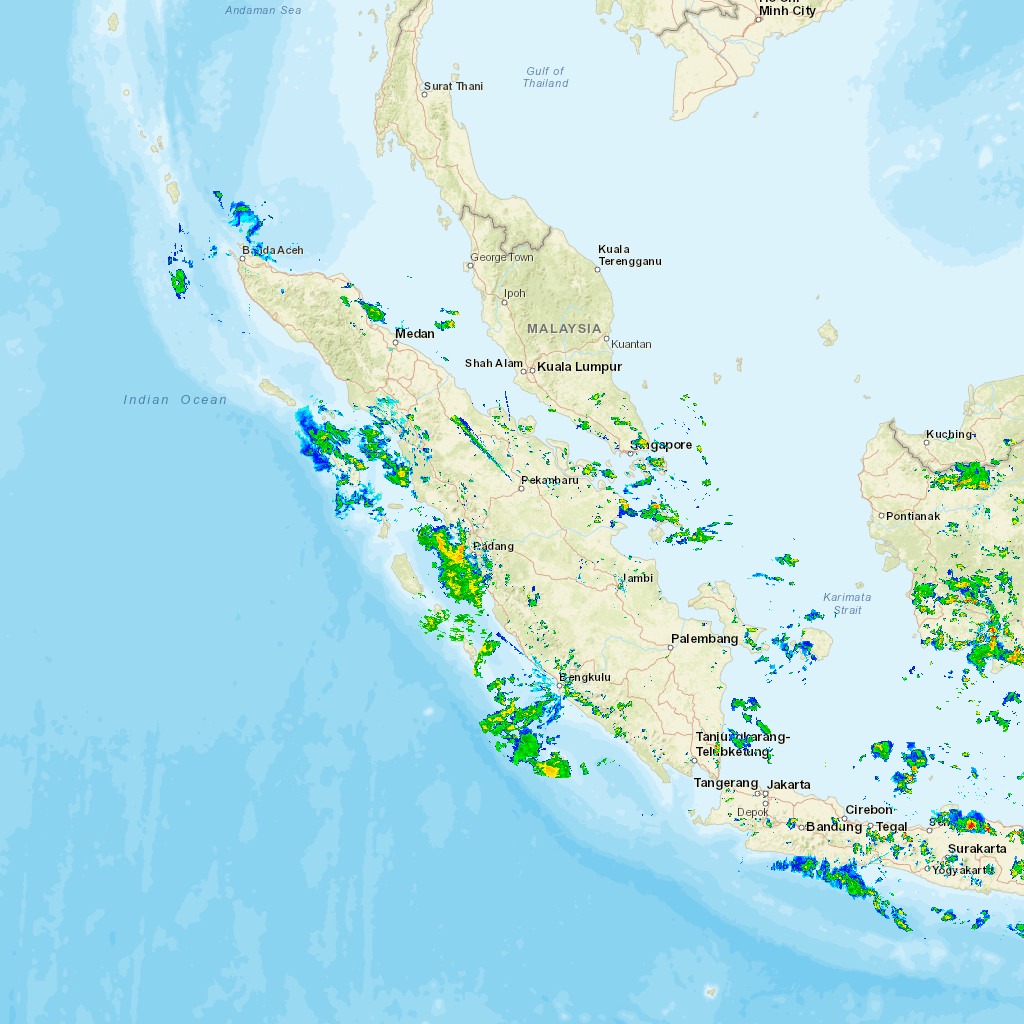 Andaman Sea
Minh City
Gulf of
Thailand
Surat Thani
Banda Aceh
George Town
Kuala
Terengganu
Ipoh
MALAYSIA
Kuantan
Medan
Shah Alam
Kuala Lumpur
Indian Ocean
Singapore
Kuching
Pekanbaru
Pontianak
Padang
Jambi
Karimata
Strait
Palembang
Bengkulu
Tanjungkarang-
Telukbetung
Tangerang
Jakarta
Depok
Cirebon
Bandung
Tegal
Surakarta
Yogyakarta